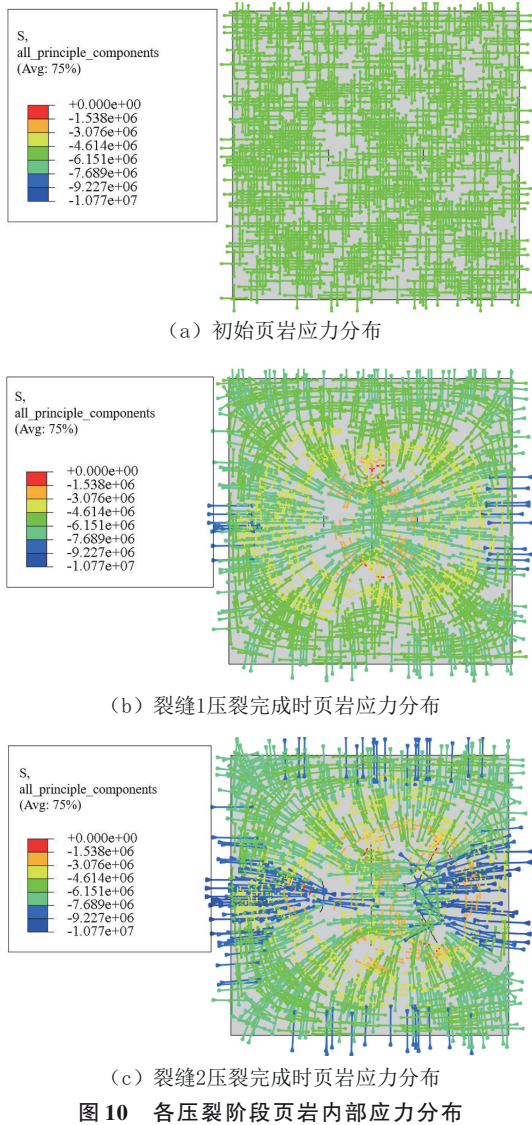 S,
all_principle_components
(Avg: 75%)
+0.000e+00
-1.538e+06
-3.076e+06
-4.614e+06
-6.151e+06
-7.689e+06
-9.227e+06
-1.077e+07
（a）初始页岩应力分布
S,
all_principle_components
(Avg: 75%)
+0.000e+00
-1.538e+06
-3.076e+06
-4.614e+06
-6.151e+06
-7.689e+06
-9.227e+06
-1.077e+07
（b）裂缝1压裂完成时页岩应力分布
S,
all_principle_components
(Avg: 75%)
+0.000e+00
-1.538e+06
-3.076e+06
-4.614e+06
-6.151e+06
-7.689e+06
-9.227e+06
-1.077e+07
（c）裂缝2压裂完成时页岩应力分布
图 10 各压裂阶段页岩内部应力分布